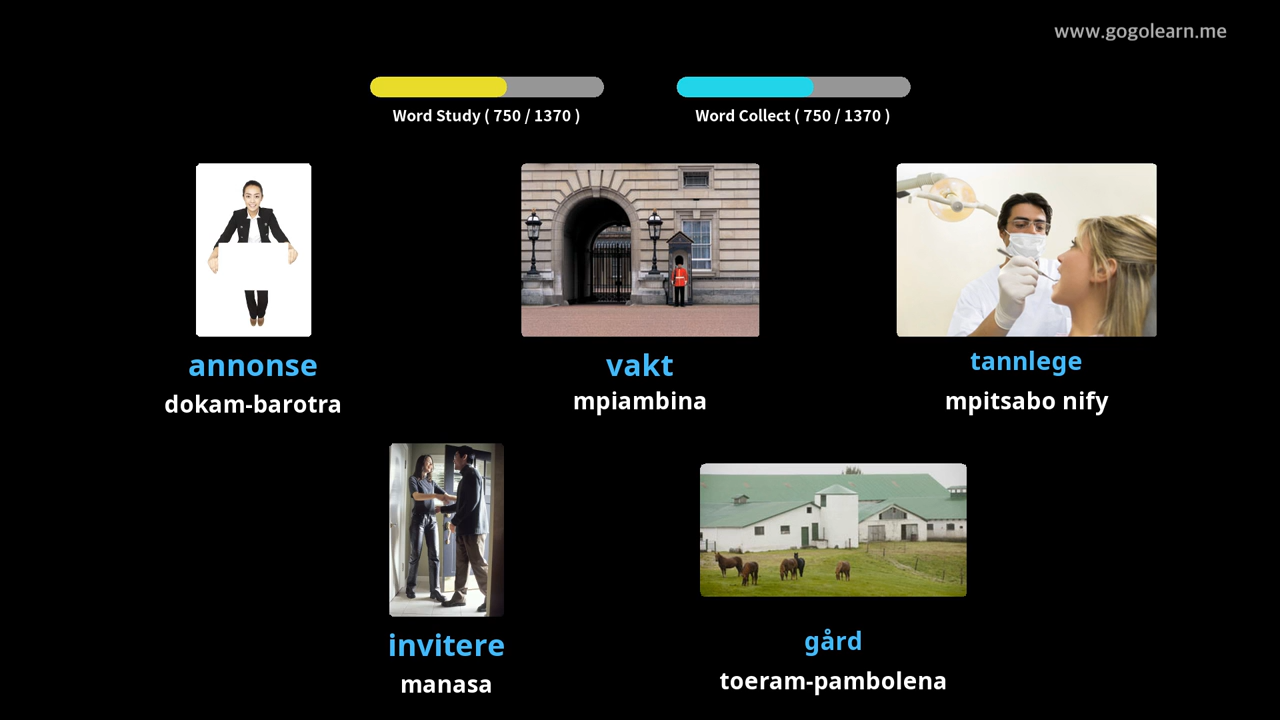 www.gogolearn.me
Word Study ( 750 / 1370 )
Word Collect ( 750 / 1370 )
annonse
dokam-barotra
vakt
mpiambina
tannlege
mpitsabo nify
invitere
manasa
gård
toeram-pambolena